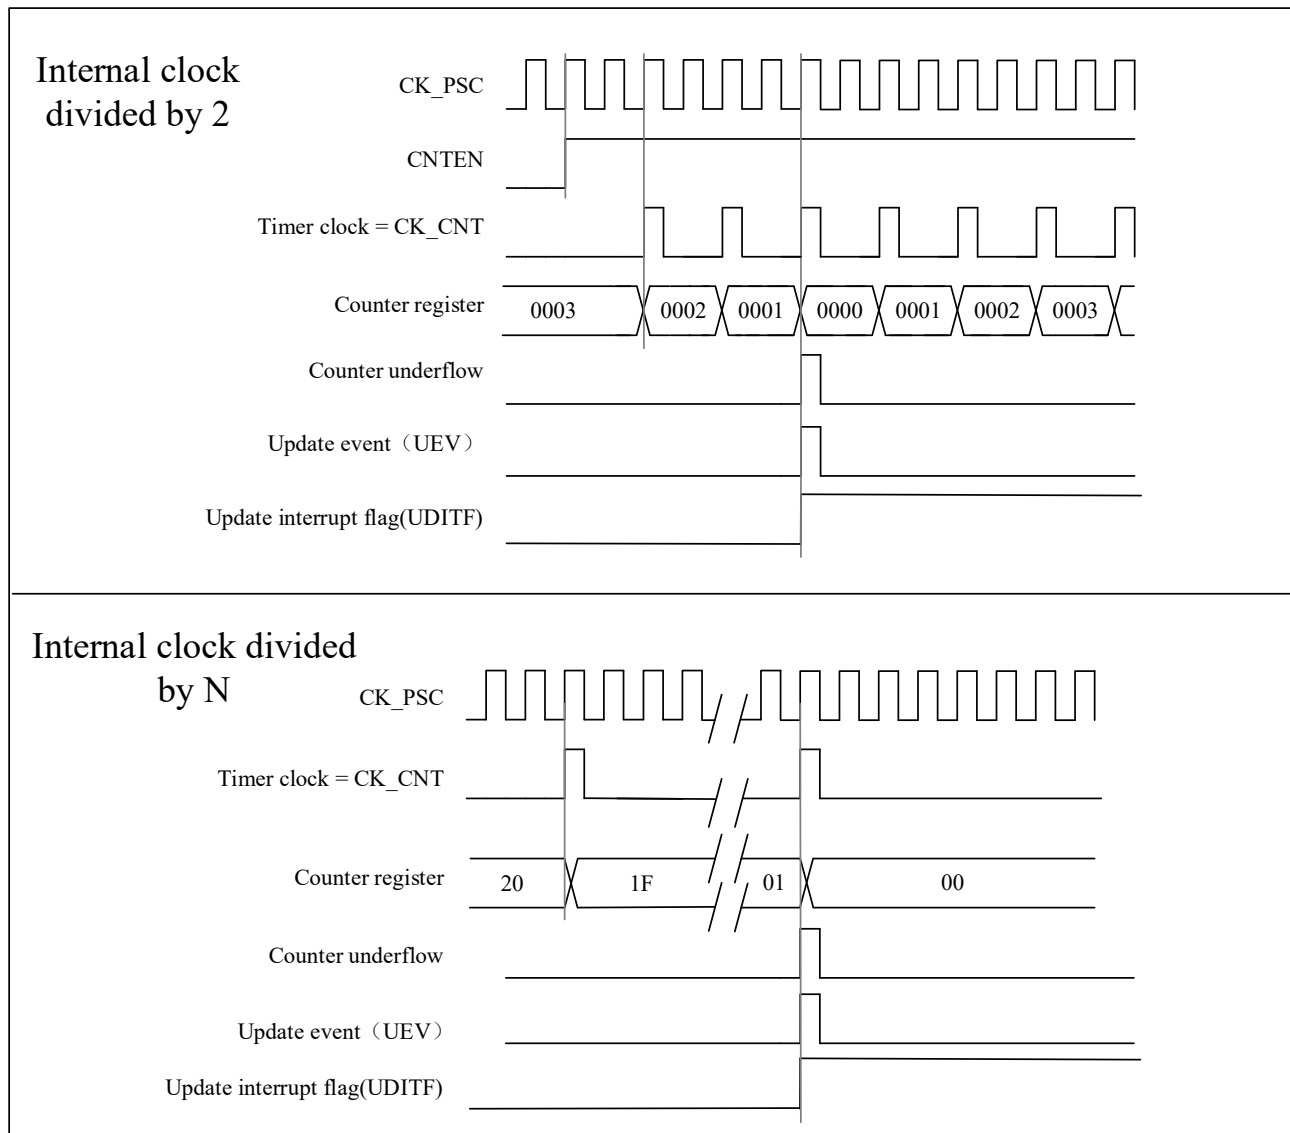 Internal clock
divided by 2
CK_PSC
CNTEN
Timer clock = CK_CNT
Counter register
0003 0002 0001 0000 0001 0002 0003
Counter underflow
Update event（UEV）
Update interrupt flag(UDITF)
Internal clock divided
by N
CK_PSC
Timer clock = CK_CNT
Counter register
20 1F 01 00
Counter underflow
Update event（UEV）
Update interrupt flag(UDITF)